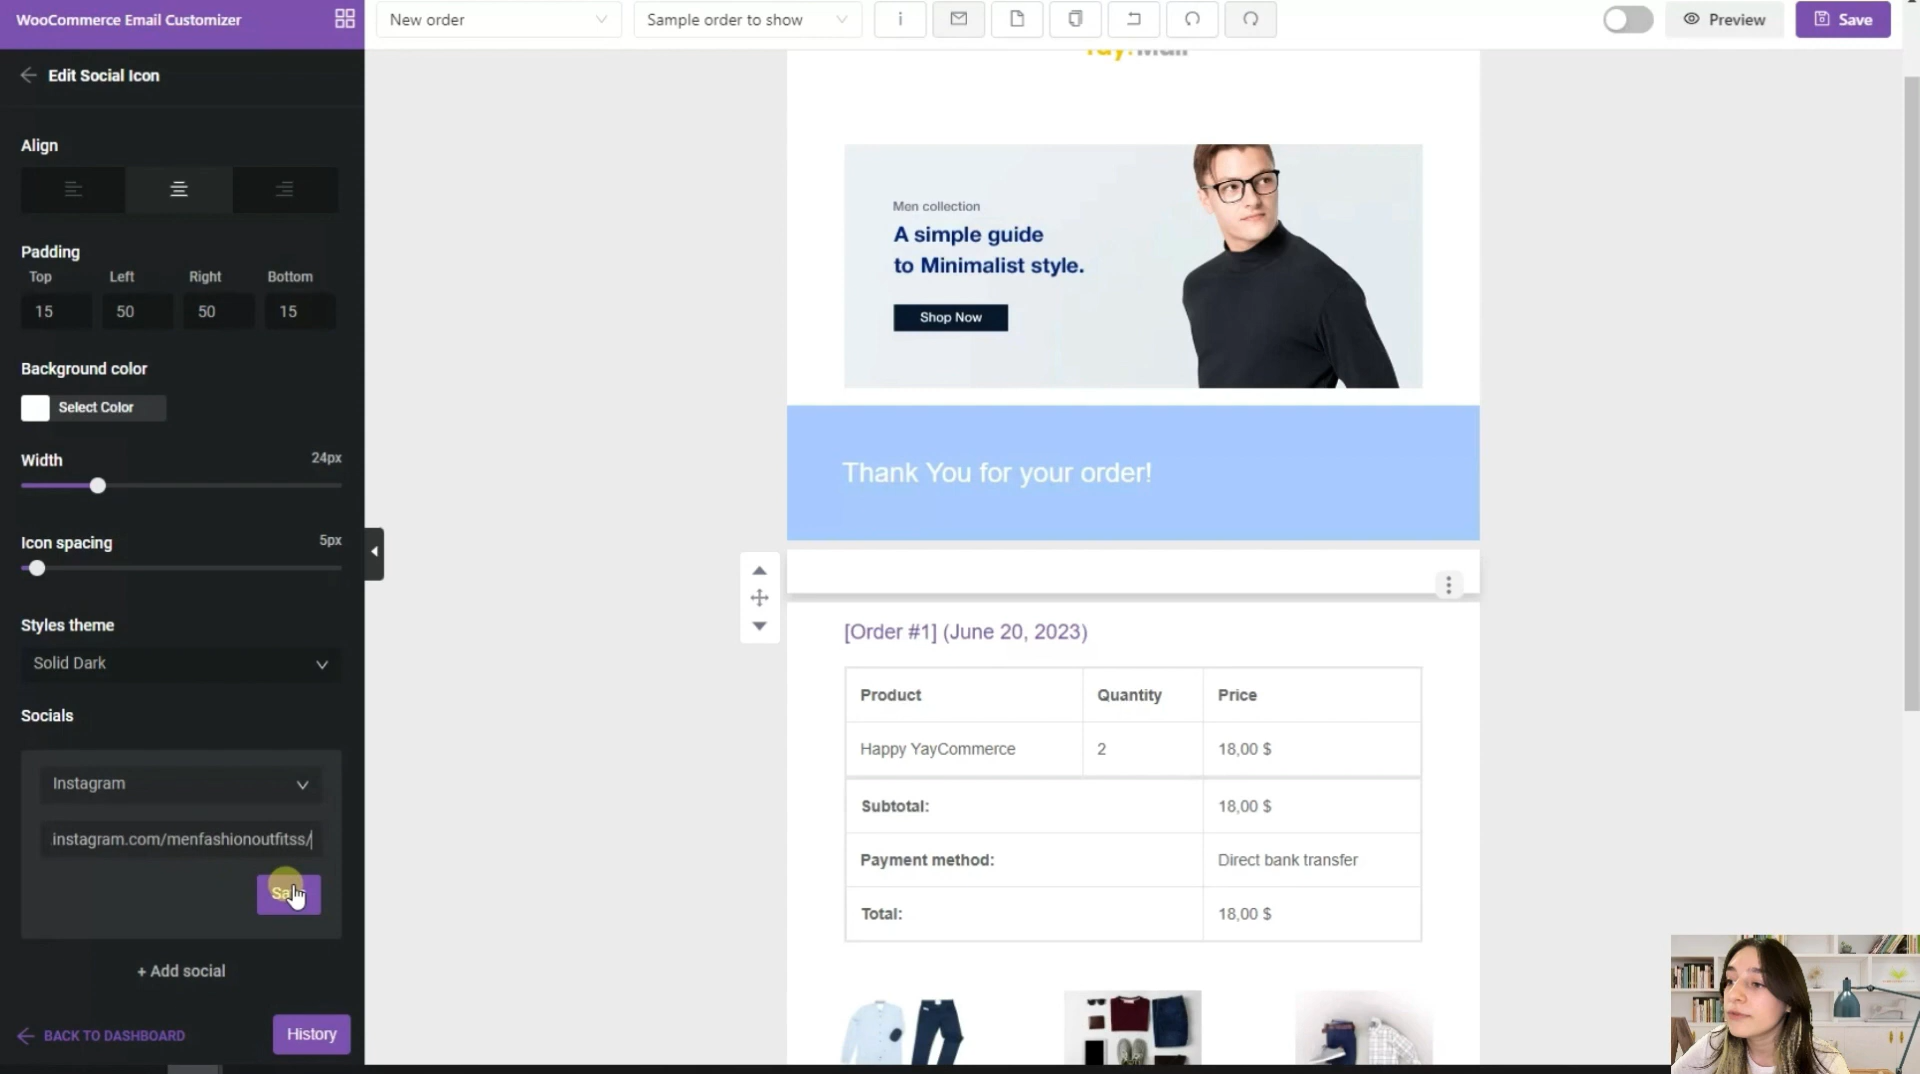 WooCommerce Email Customizer
New order
Sample order to show
Preview
Save
Edit Social Icon
Align
Padding
Top Left Right Bottom
15 50 50 15
Background color
Select Color
Width 24px
Icon spacing 5px
Styles theme
Solid Dark
Socials
Instagram
instagram.com/menfashionoutfitss/
+ Add social
BACK TO DASHBOARD
History
Men collection
A simple guide
to Minimalist style.
Shop Now
Thank You for your order!
[Order #1] (June 20, 2023)
Product Quantity Price
Happy YayCommerce 2 18,00 $
Subtotal: 18,00 $
Payment method: Direct bank transfer
Total: 18,00 $